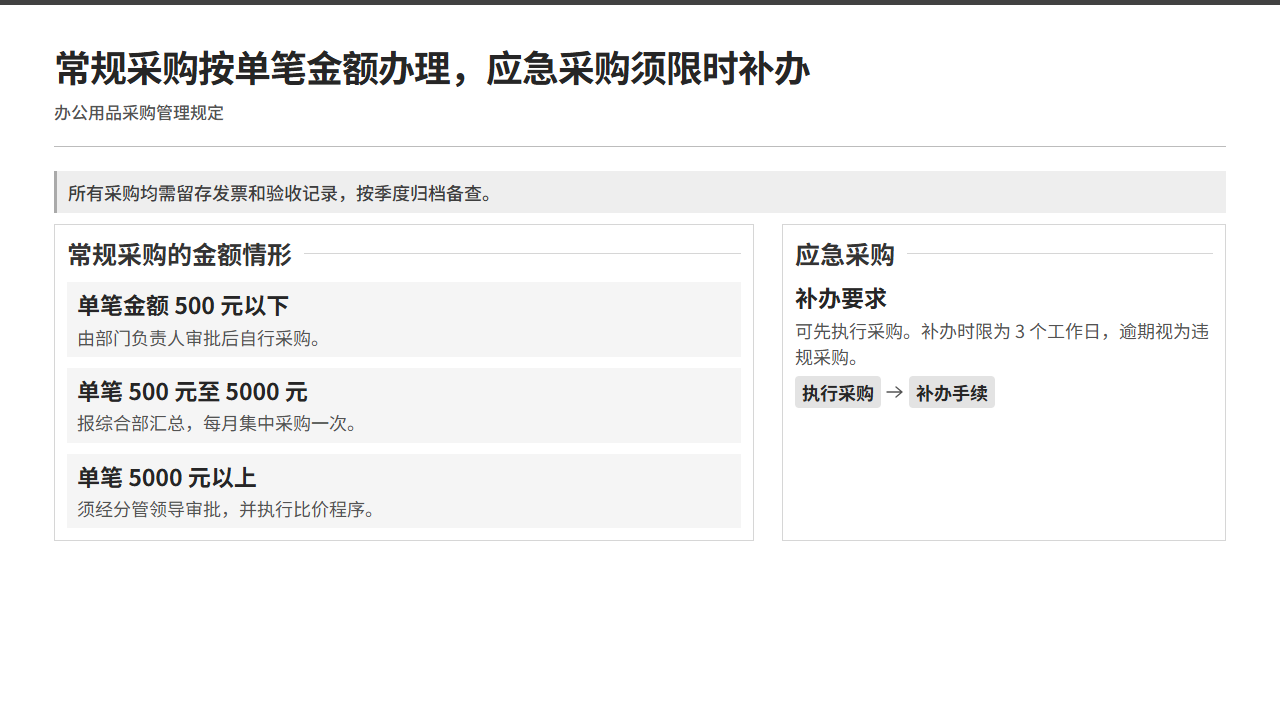 常规采购按单笔金额办理，应急采购须限时补办
办公用品采购管理规定
所有采购均需留存发票和验收记录，按季度归档备查。
常规采购的金额情形
单笔金额 500 元以下
由部门负责人审批后自行采购。
单笔 500 元至 5000 元
报综合部汇总，每月集中采购一次。
单笔 5000 元以上
须经分管领导审批，并执行比价程序。
应急采购
补办要求
可先执行采购。补办时限为 3 个工作日，逾期视为违
规采购。
执行采购 → 补办手续